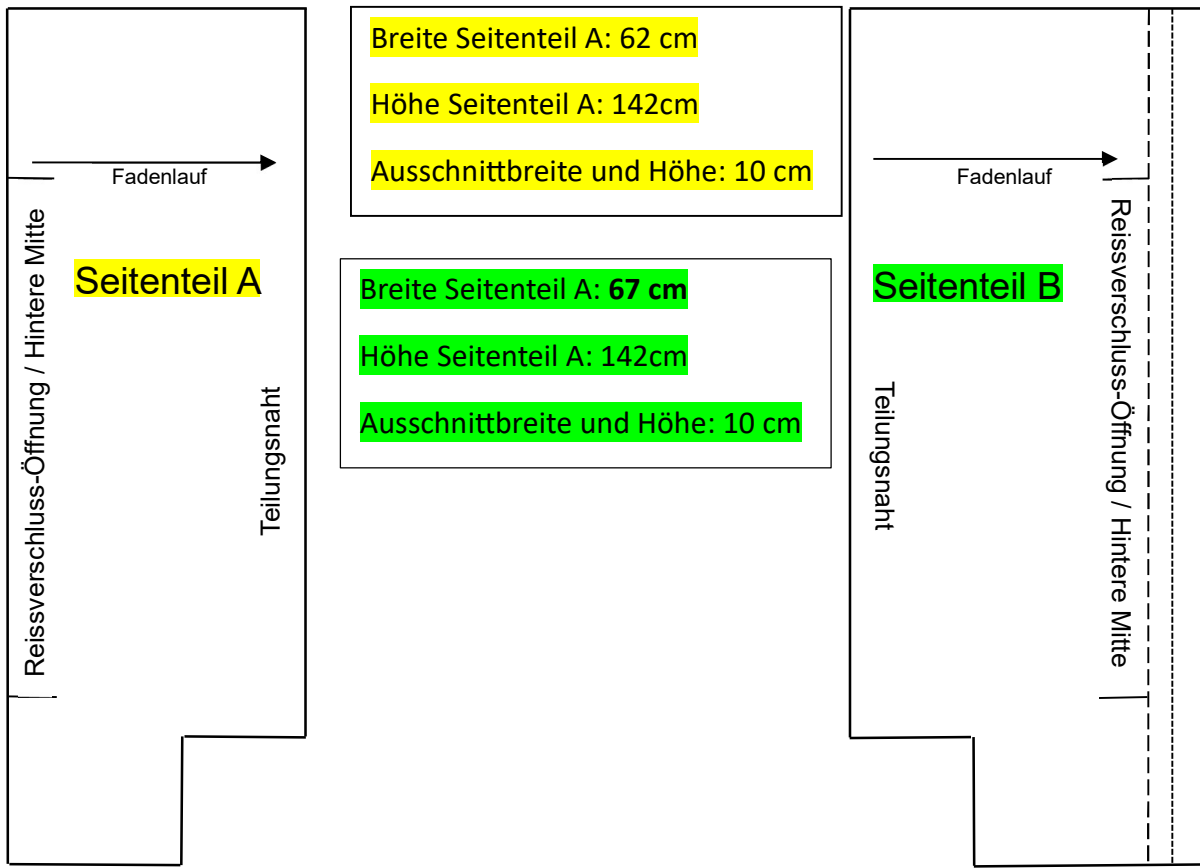 Breite Seitenteil A: 62 cm
Höhe Seitenteil A: 142cm
Ausschnittbreite und Höhe: 10 cm
Fadenlauf
Reissverschluss-Öffnung / Hintere Mitte
Seitenteil A
Teilungsnaht
Breite Seitenteil A: 67 cm
Höhe Seitenteil A: 142cm
Ausschnittbreite und Höhe: 10 cm
Fadenlauf
Seitenteil B
Teilungsnaht
Reissverschluss-Öffnung / Hintere Mitte